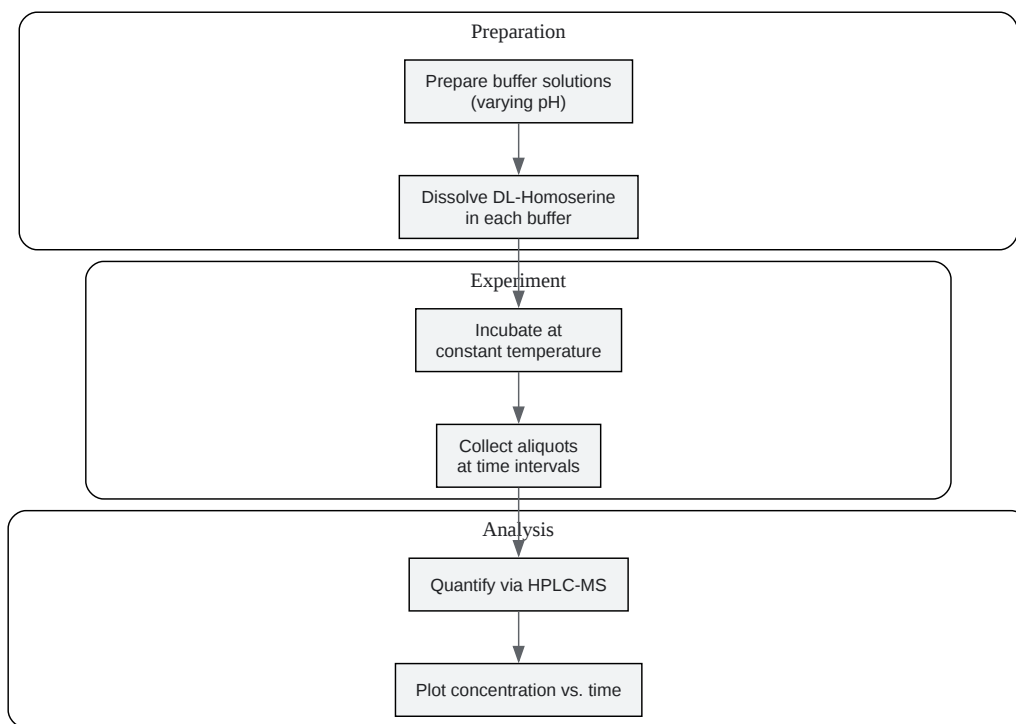 Preparation
Prepare buffer solutions
(varying pH)
Dissolve DL-Homoserine
in each buffer
Experiment
Incubate at
constant temperature
Collect aliquots
at time intervals
Analysis
Quantify via HPLC-MS
Plot concentration vs. time